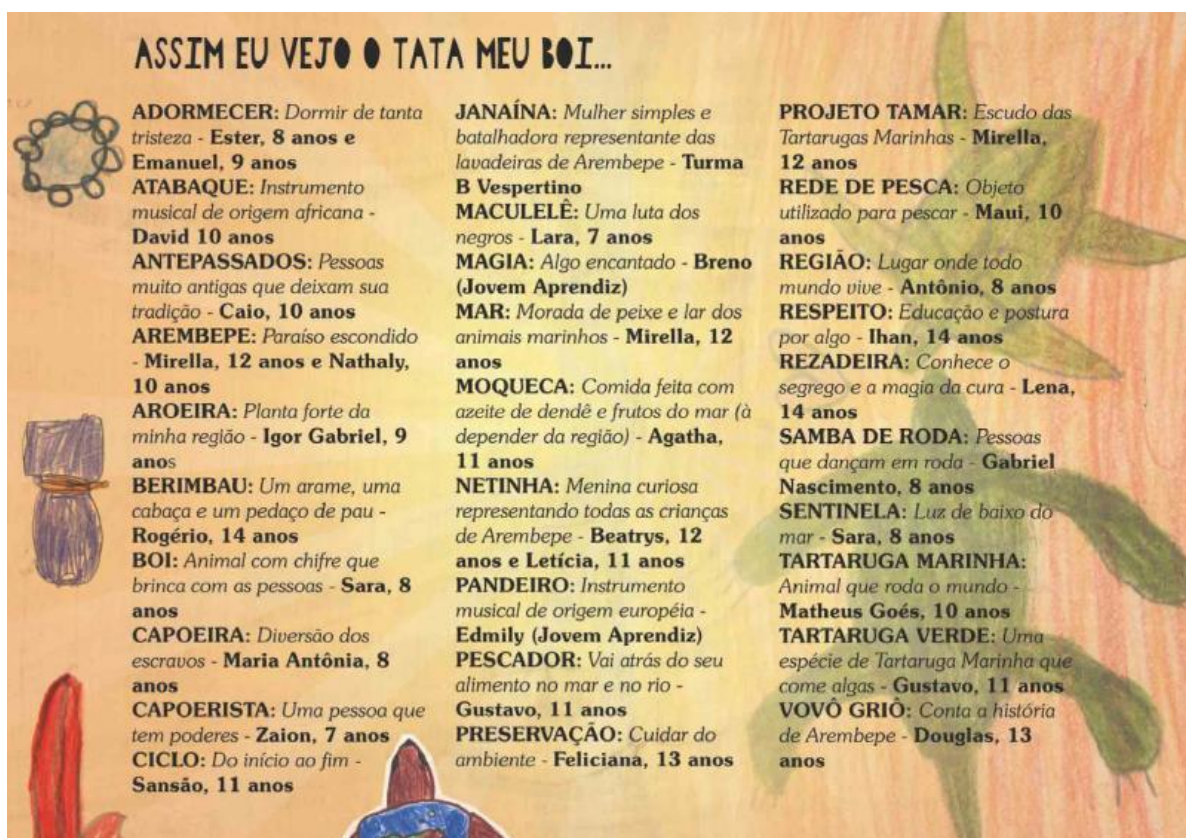 ASSIM EU VEJO O TATA MEU BOI...
ADORMECER: Dormir de tanta
tristeza - Ester, 8 anos e
Emanuel, 9 anos
ATABAQUE: Instrumento
musical de origem africana -
David 10 anos
ANTEPASSADOS: Pessoas
muito antigas que deixam sua
tradição - Caio, 10 anos
AREMBEPE: Paraíso escondido
- Mirella, 12 anos e Nathaly,
10 anos
AROEIRA: Planta forte da
minha região - Igor Gabriel, 9
anos
BERIMBAU: Um arame, uma
cabaça e um pedaço de pau -
Rogério, 14 anos
BOI: Animal com chifre que
brinca com as pessoas - Sara, 8
anos
CAPOEIRA: Diversão dos
escravos - Maria Antônia, 8
anos
CAPOERISTA: Uma pessoa que
tem poderes - Zaion, 7 anos
CICLO: Do início ao fim -
Sansão, 11 anos
JANAÍNA: Mulher simples e
batalhadora representante das
lavadeiras de Arembepe - Turma
B Vespertino
MACULELÊ: Uma luta dos
negros - Lara, 7 anos
MAGIA: Algo encantado - Breno
(Jovem Aprendiz)
MAR: Morada de peixe e lar dos
animais marinhos - Mirella, 12
anos
MOQUECA: Comida feita com
azeite de dendê e frutos do mar (à
depender da região) - Agatha,
11 anos
NETINHA: Menina curiosa
representando todas as crianças
de Arembepe - Beatrys, 12
anos e Letícia, 11 anos
PANDEIRO: Instrumento
musical de origem européia -
Edmily (Jovem Aprendiz)
PESCADOR: Vai atrás do seu
alimento no mar e no rio -
Gustavo, 11 anos
PRESERVAÇÃO: Cuidar do
ambiente - Feliciana, 13 anos
PROJETO TAMAR: Escudo das
Tartarugas Marinhas - Mirella,
12 anos
REDE DE PESCA: Objeto
utilizado para pescar - Maui, 10
anos
REGIÃO: Lugar onde todo
mundo vive - Antônio, 8 anos
RESPEITO: Educação e postura
por algo - Ihan, 14 anos
REZADEIRA: Conhece o
segrego e a magia da cura - Lena,
14 anos
SAMBA DE RODA: Pessoas
que dançam em roda - Gabriel
Nascimento, 8 anos
SENTINELA: Luz de baixo do
mar - Sara, 8 anos
TARTARUGA MARINHA:
Animal que roda o mundo -
Matheus Goés, 10 anos
TARTARUGA VERDE: Uma
espécie de Tartaruga Marinha que
come algas - Gustavo, 11 anos
VOVÔ GRIÔ: Conta a história
de Arembepe - Douglas, 13
anos